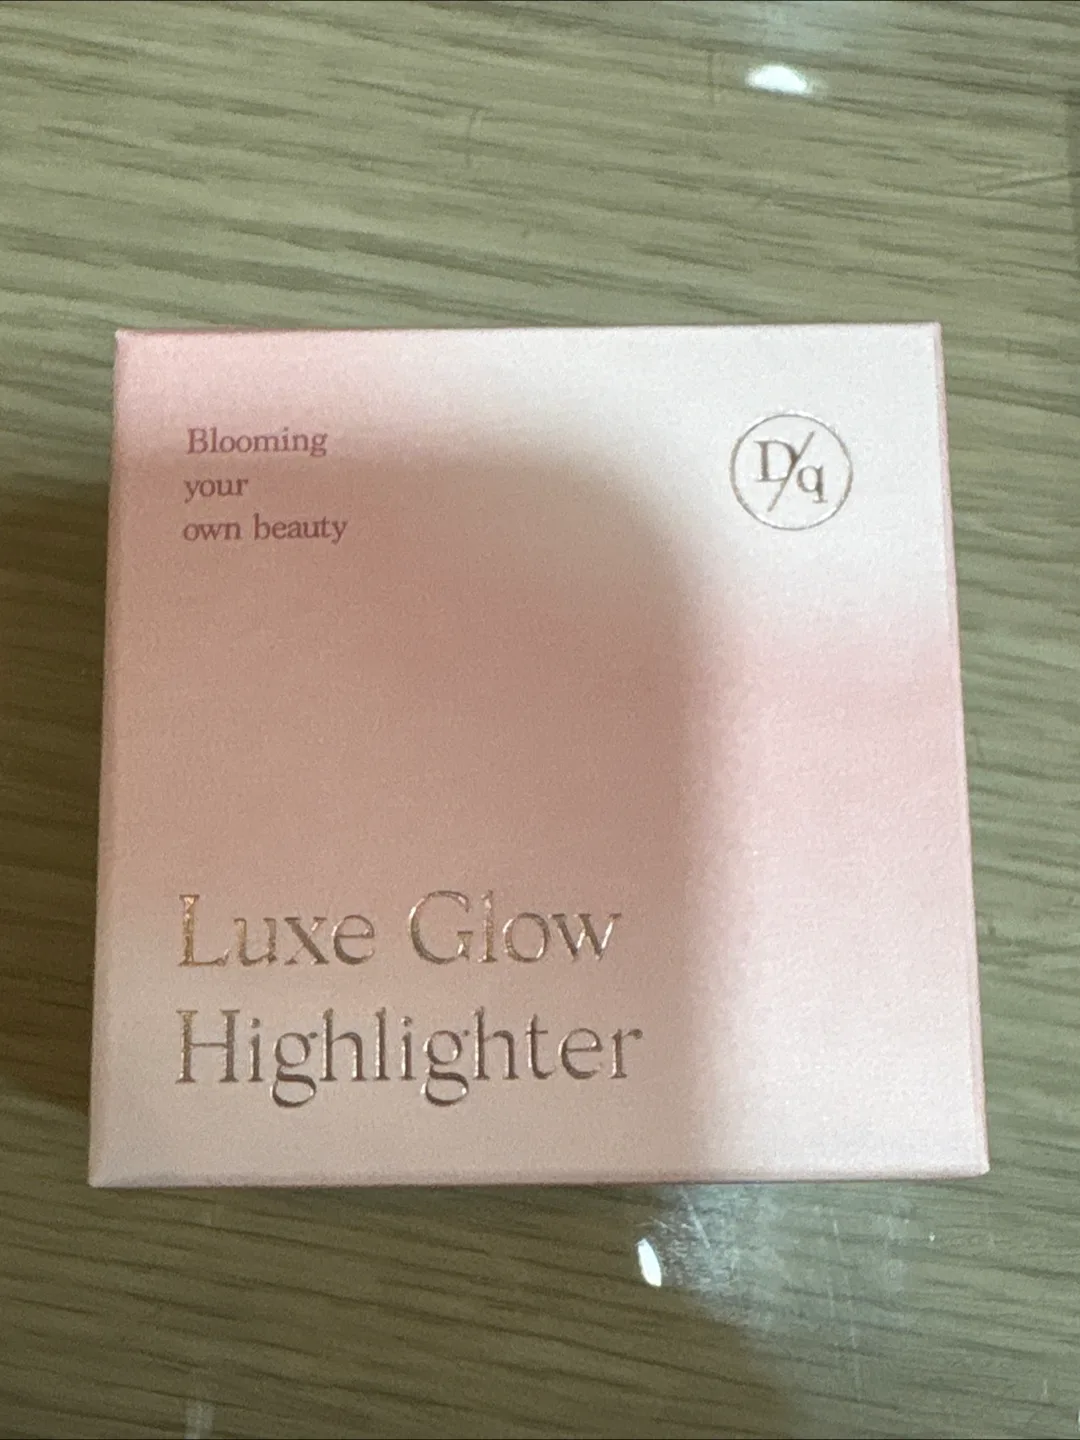 Blooming
your
own beauty
D/q
Luxe Glow
Highlighter